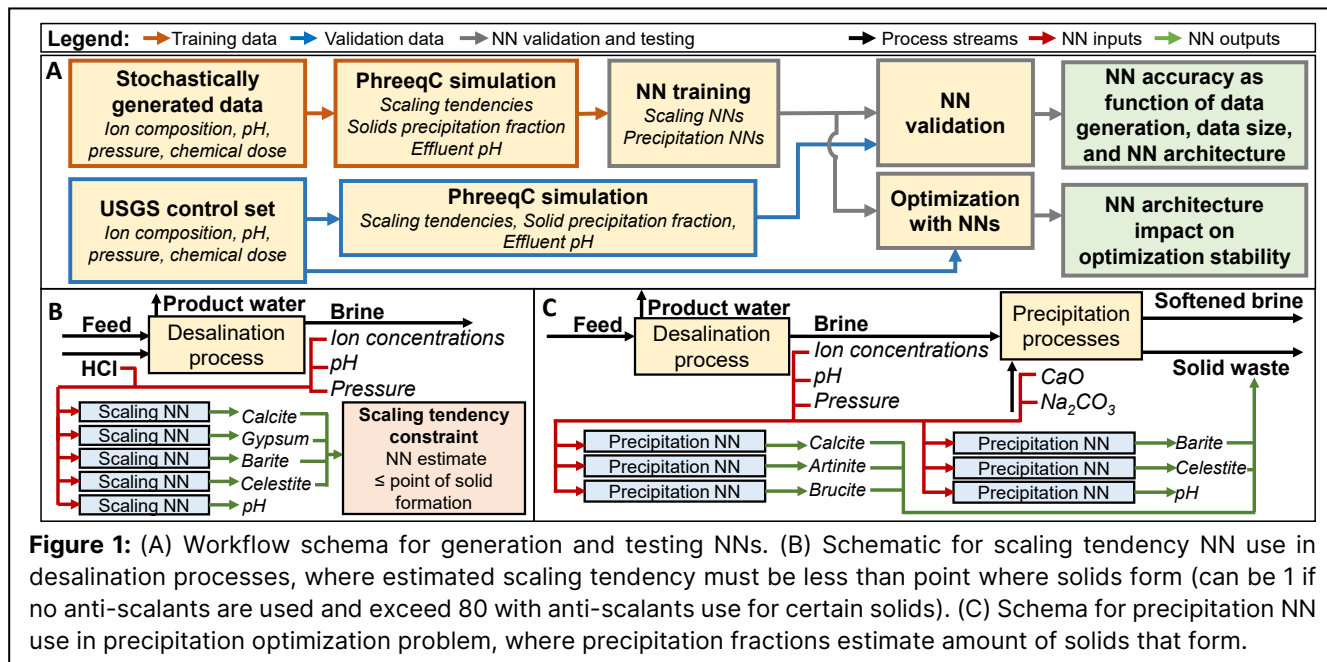 Legend: Training data Validation data NN validation and testing Process streams NN inputs NN outputs
A
Stochastically
generated data
Ion composition, pH,
pressure, chemical dose
PhreeqC simulation
Scaling tendencies
Solids precipitation fraction
Effluent pH
NN training
Scaling NNs
Precipitation NNs
NN
validation
NN accuracy as
function of data
generation, data size,
and NN architecture
USGS control set
Ion composition, pH,
pressure, chemical dose
PhreeqC simulation
Scaling tendencies, Solid precipitation fraction,
Effluent pH
Optimization
with NNs
NN architecture
impact on
optimization stability
B
Product water
Feed
Desalination
process
Brine
Ion concentrations
pH
Pressure
HCl
Scaling NN
Scaling NN
Scaling NN
Scaling NN
Scaling NN
Calcite
Gypsum
Barite
Celestite
pH
Scaling tendency
constraint
NN estimate
≤ point of solid
formation
C
Product water
Feed
Desalination
process
Brine
Ion concentrations
pH
Pressure
Precipitation
processes
Softened brine
Solid waste
CaO
Na₂CO₃
Precipitation NN
Precipitation NN
Precipitation NN
Calcite
Artinite
Brucite
Precipitation NN
Precipitation NN
Precipitation NN
Barite
Celestite
pH
Figure 1: (A) Workflow schema for generation and testing NNs. (B) Schematic for scaling tendency NN use in
desalination processes, where estimated scaling tendency must be less than point where solids form (can be 1 if
no anti-scalants are used and exceed 80 with anti-scalants use for certain solids). (C) Schema for precipitation NN
use in precipitation optimization problem, where precipitation fractions estimate amount of solids that form.